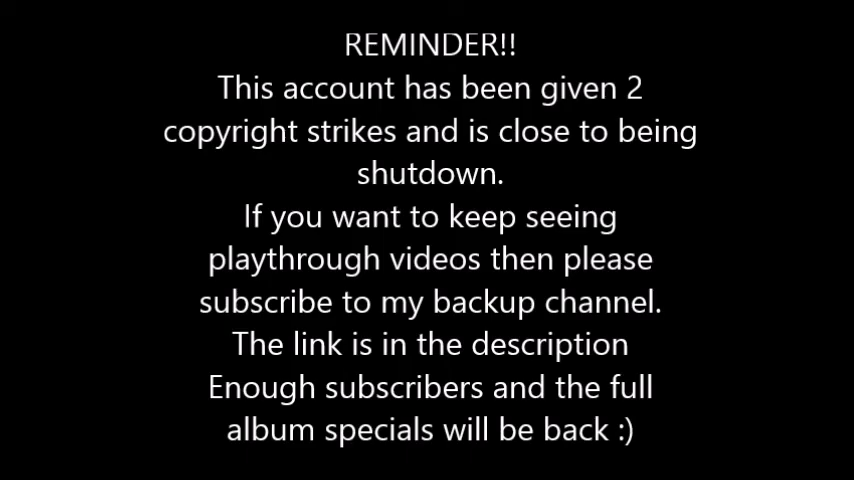 REMINDER!!
This account has been given 2
copyright strikes and is close to being
shutdown.
If you want to keep seeing
playthrough videos then please
subscribe to my backup channel.
The link is in the description
Enough subscribers and the full
album specials will be back :)